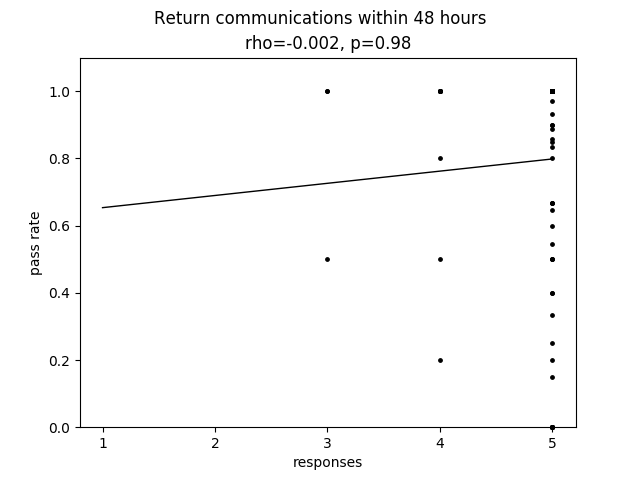 Return communications within 48 hours
rho=-0.002, p=0.98
1.0
0.8
0.6
0.4
0.2
0.0
pass rate
1 2 3 4 5
responses